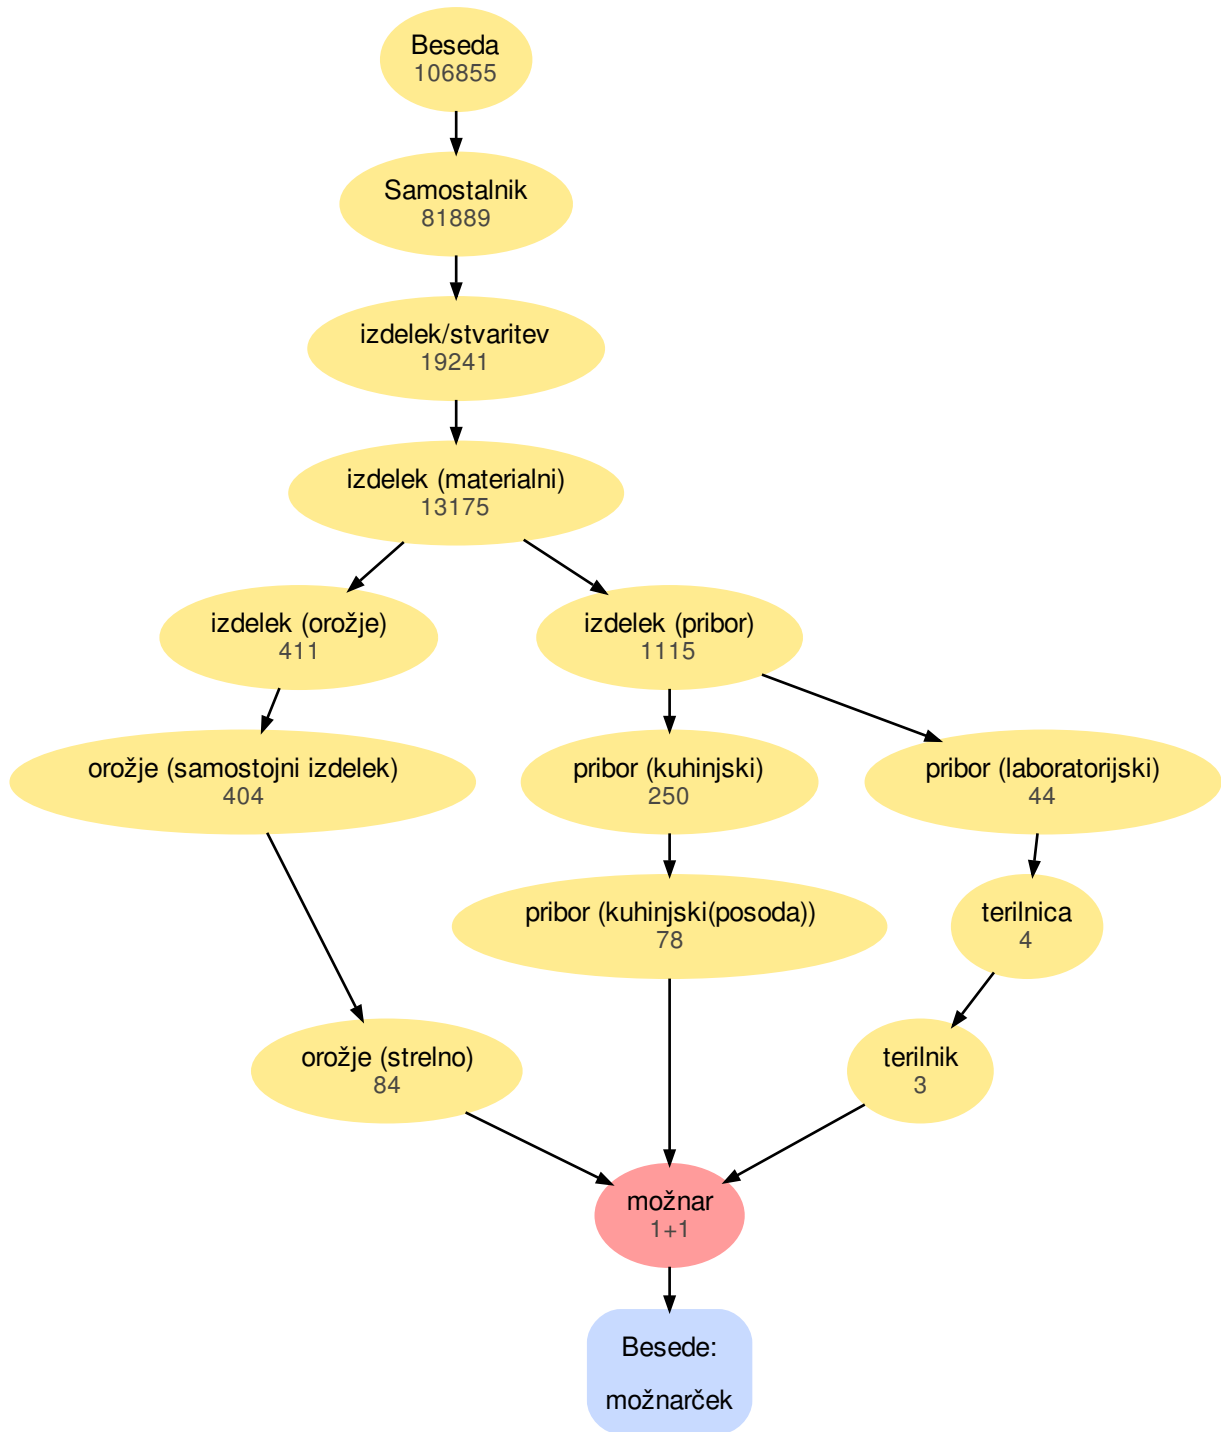 Beseda
106855
Samostalnik
81889
izdelek/stvaritev
19241
izdelek (materialni)
13175
izdelek (orožje)
411
izdelek (pribor)
1115
orožje (samostojni izdelek)
404
pribor (kuhinjski)
250
pribor (laboratorijski)
44
pribor (kuhinjski(posoda))
78
terilnica
4
orožje (strelno)
84
terilnik
3
možnar
1+1
Besede:
možnarček